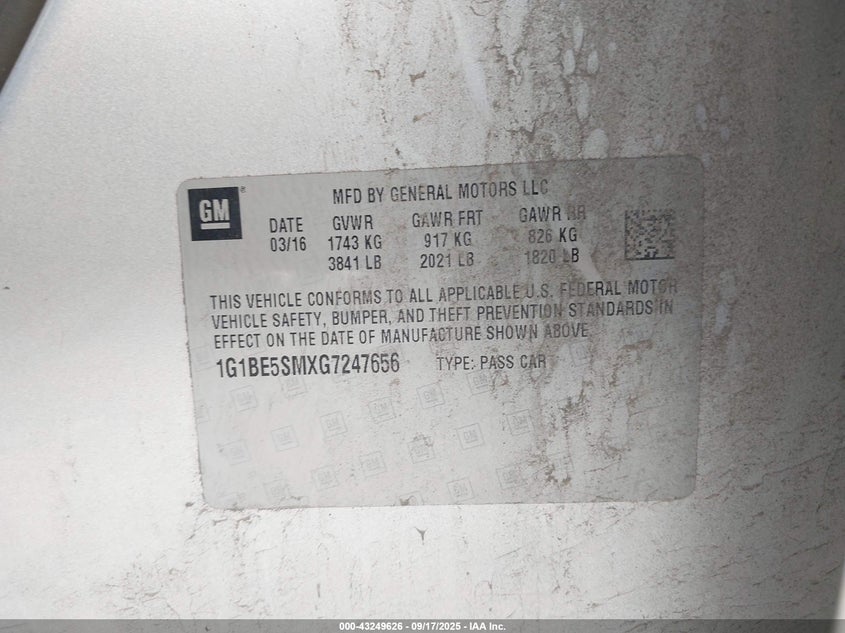 GM®
MFD BY GENERAL MOTORS LLC
DATE GVWR GAWR FRT GAWR RR
03/16 1743 KG 917 KG 826 KG
3841 LB 2021 LB 1820 LB
THIS VEHICLE CONFORMS TO ALL APPLICABLE U.S. FEDERAL MOTOR
VEHICLE SAFETY, BUMPER, AND THEFT PREVENTION STANDARDS IN
EFFECT ON THE DATE OF MANUFACTURE SHOWN ABOVE
1G1BE5SMXG7247656 TYPE: PASS CAR
000-43249626 - 09/17/2025 - IAA Inc.